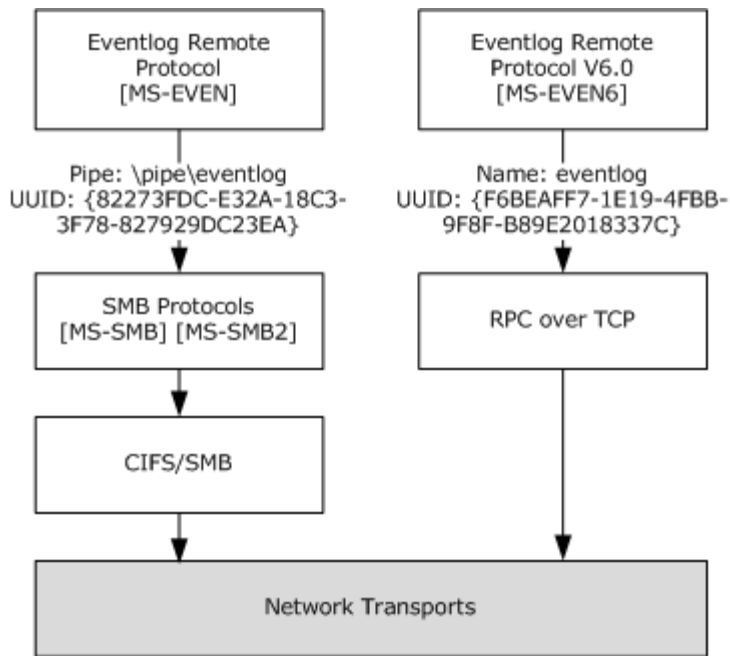 Eventlog Remote
Protocol
[MS-EVEN]
Eventlog Remote
Protocol V6.0
[MS-EVEN6]
Pipe: \pipe\eventlog
UUID: {82273FDC-E32A-18C3-
3F78-827929DC23EA}
Name: eventlog
UUID: {F6BEAFF7-1E19-4FBB-
9F8F-B89E2018337C}
SMB Protocols
[MS-SMB] [MS-SMB2]
RPC over TCP
CIFS/SMB
Network Transports